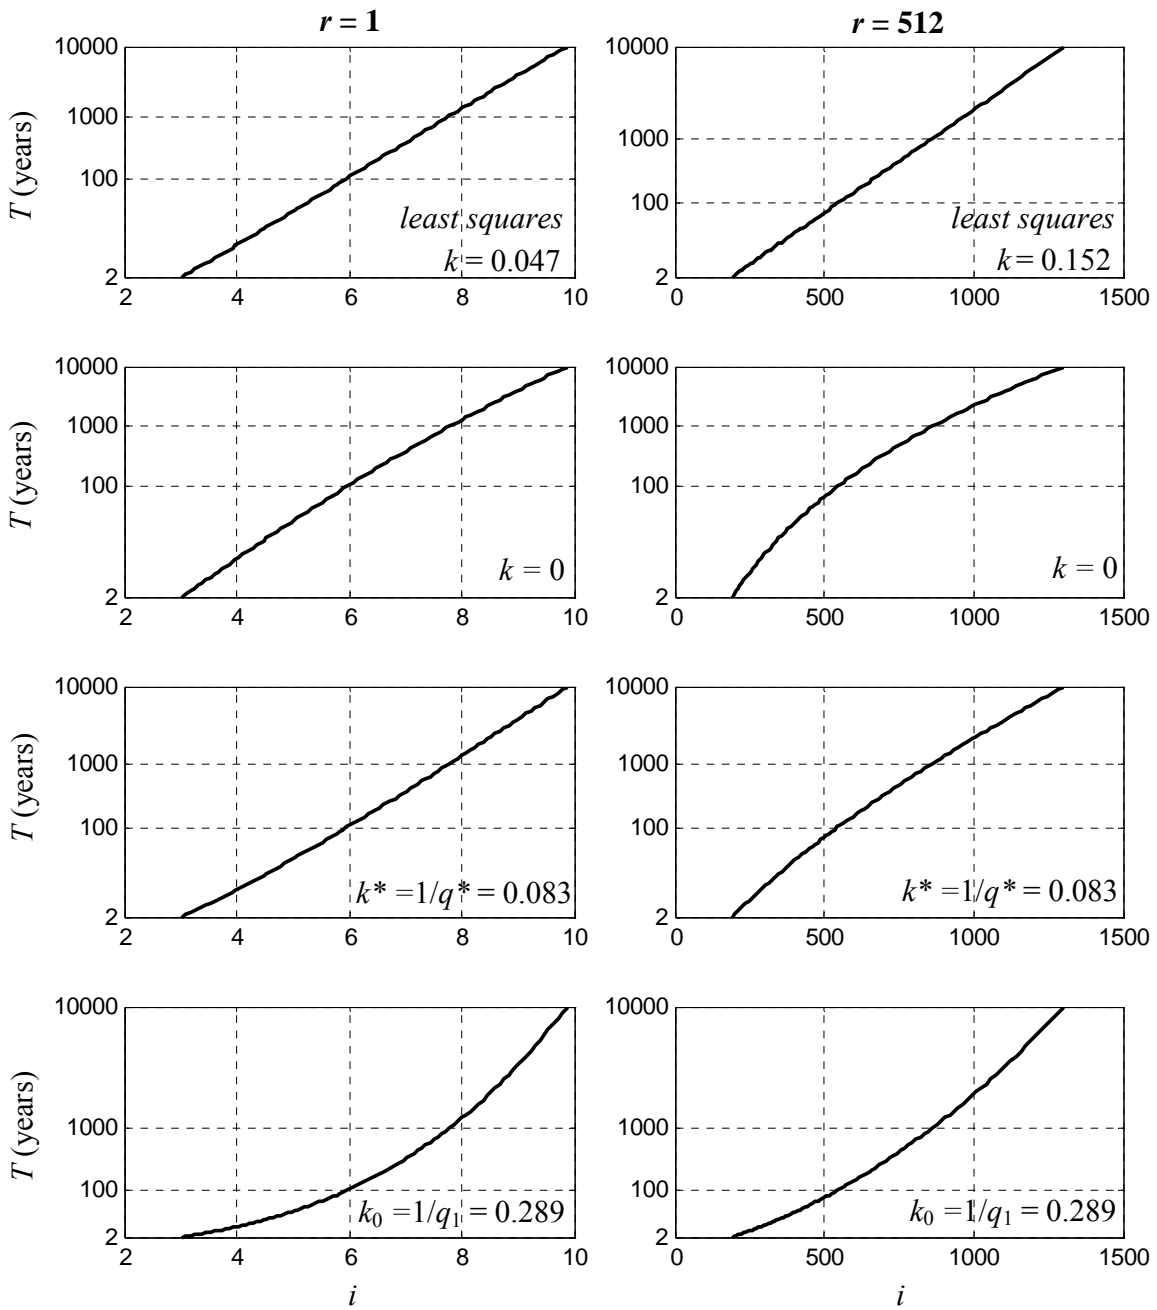 r = 1
r = 512
10000
1000
100
2
2 4 6 8 10
T (years)
least squares
k = 0.047
10000
1000
100
2
0 500 1000 1500
least squares
k = 0.152
10000
1000
100
2
2 4 6 8 10
T (years)
k = 0
10000
1000
100
2
0 500 1000 1500
k = 0
10000
1000
100
2
2 4 6 8 10
T (years)
k* =1/q* = 0.083
10000
1000
100
2
0 500 1000 1500
k* =1/q* = 0.083
10000
1000
100
2
2 4 6 8 10
T (years)
k0 =1/q1 = 0.289
i
10000
1000
100
2
0 500 1000 1500
k0 =1/q1 = 0.289
i